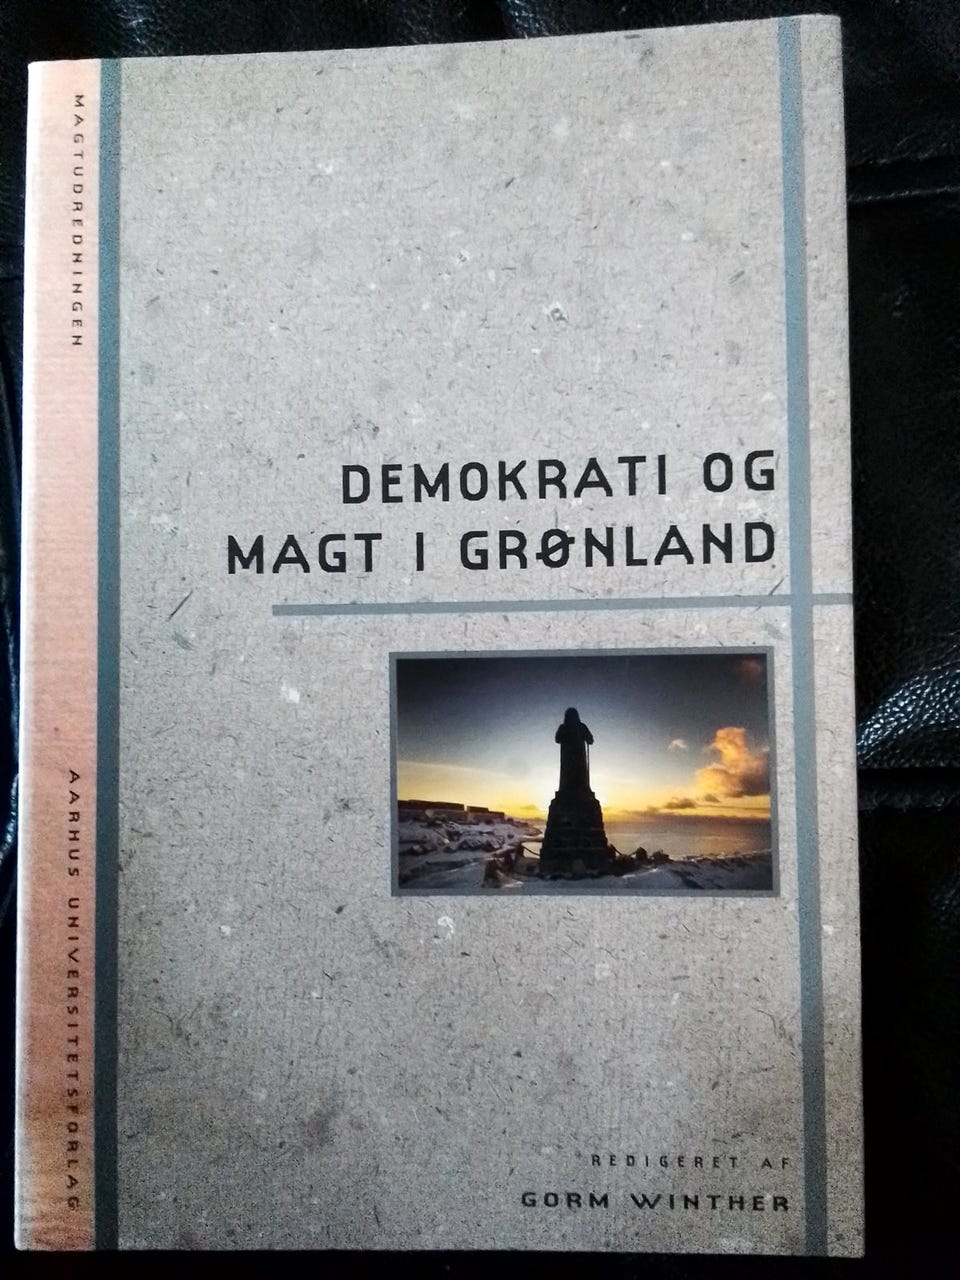 MAGTUDREDNINGEN
DEMOKRATI OG
MAGT I GRØNLAND
REDIGERET AF
GORM WINTHER
AARHUS UNIVERSITETSFORLAG